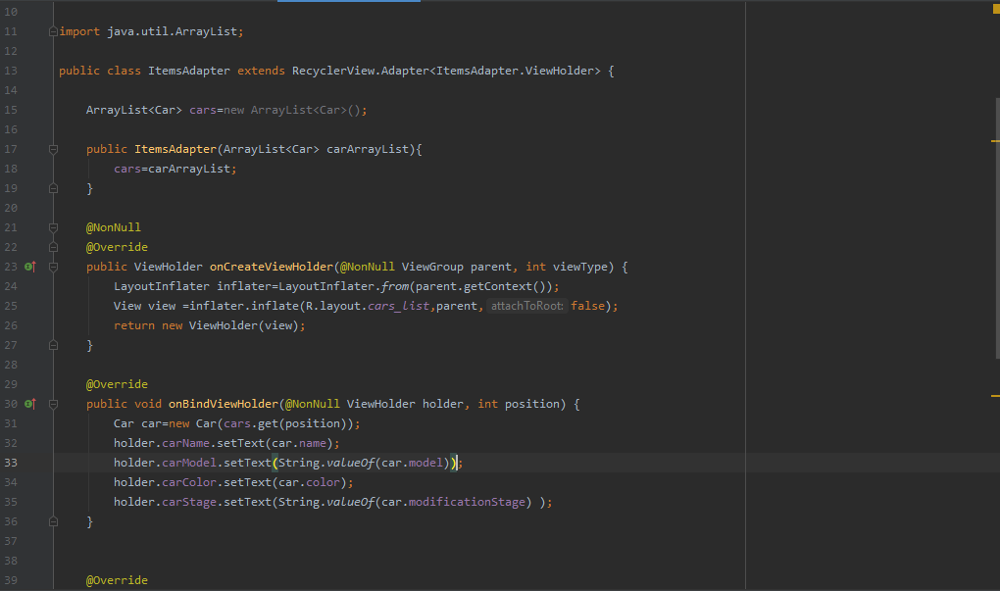 10
11 import java.util.ArrayList;
12
13 public class ItemsAdapter extends RecyclerView.Adapter<ItemsAdapter.ViewHolder> {
14
15 ArrayList<Car> cars=new ArrayList<Car>();
16
17 public ItemsAdapter(ArrayList<Car> carArrayList){
18 cars=carArrayList;
19 }
20
21 @NonNull
22 @Override
23 public ViewHolder onCreateViewHolder(@NonNull ViewGroup parent, int viewType) {
24 LayoutInflater inflater=LayoutInflater.from(parent.getContext());
25 View view =inflater.inflate(R.layout.cars_list,parent, attachToRoot: false);
26 return new ViewHolder(view);
27 }
28
29 @Override
30 public void onBindViewHolder(@NonNull ViewHolder holder, int position) {
31 Car car=new Car(cars.get(position));
32 holder.carName.setText(car.name);
33 holder.carModel.setText(String.valueOf(car.model));
34 holder.carColor.setText(car.color);
35 holder.carStage.setText(String.valueOf(car.modificationStage) );
36 }
37
38
39 @Override